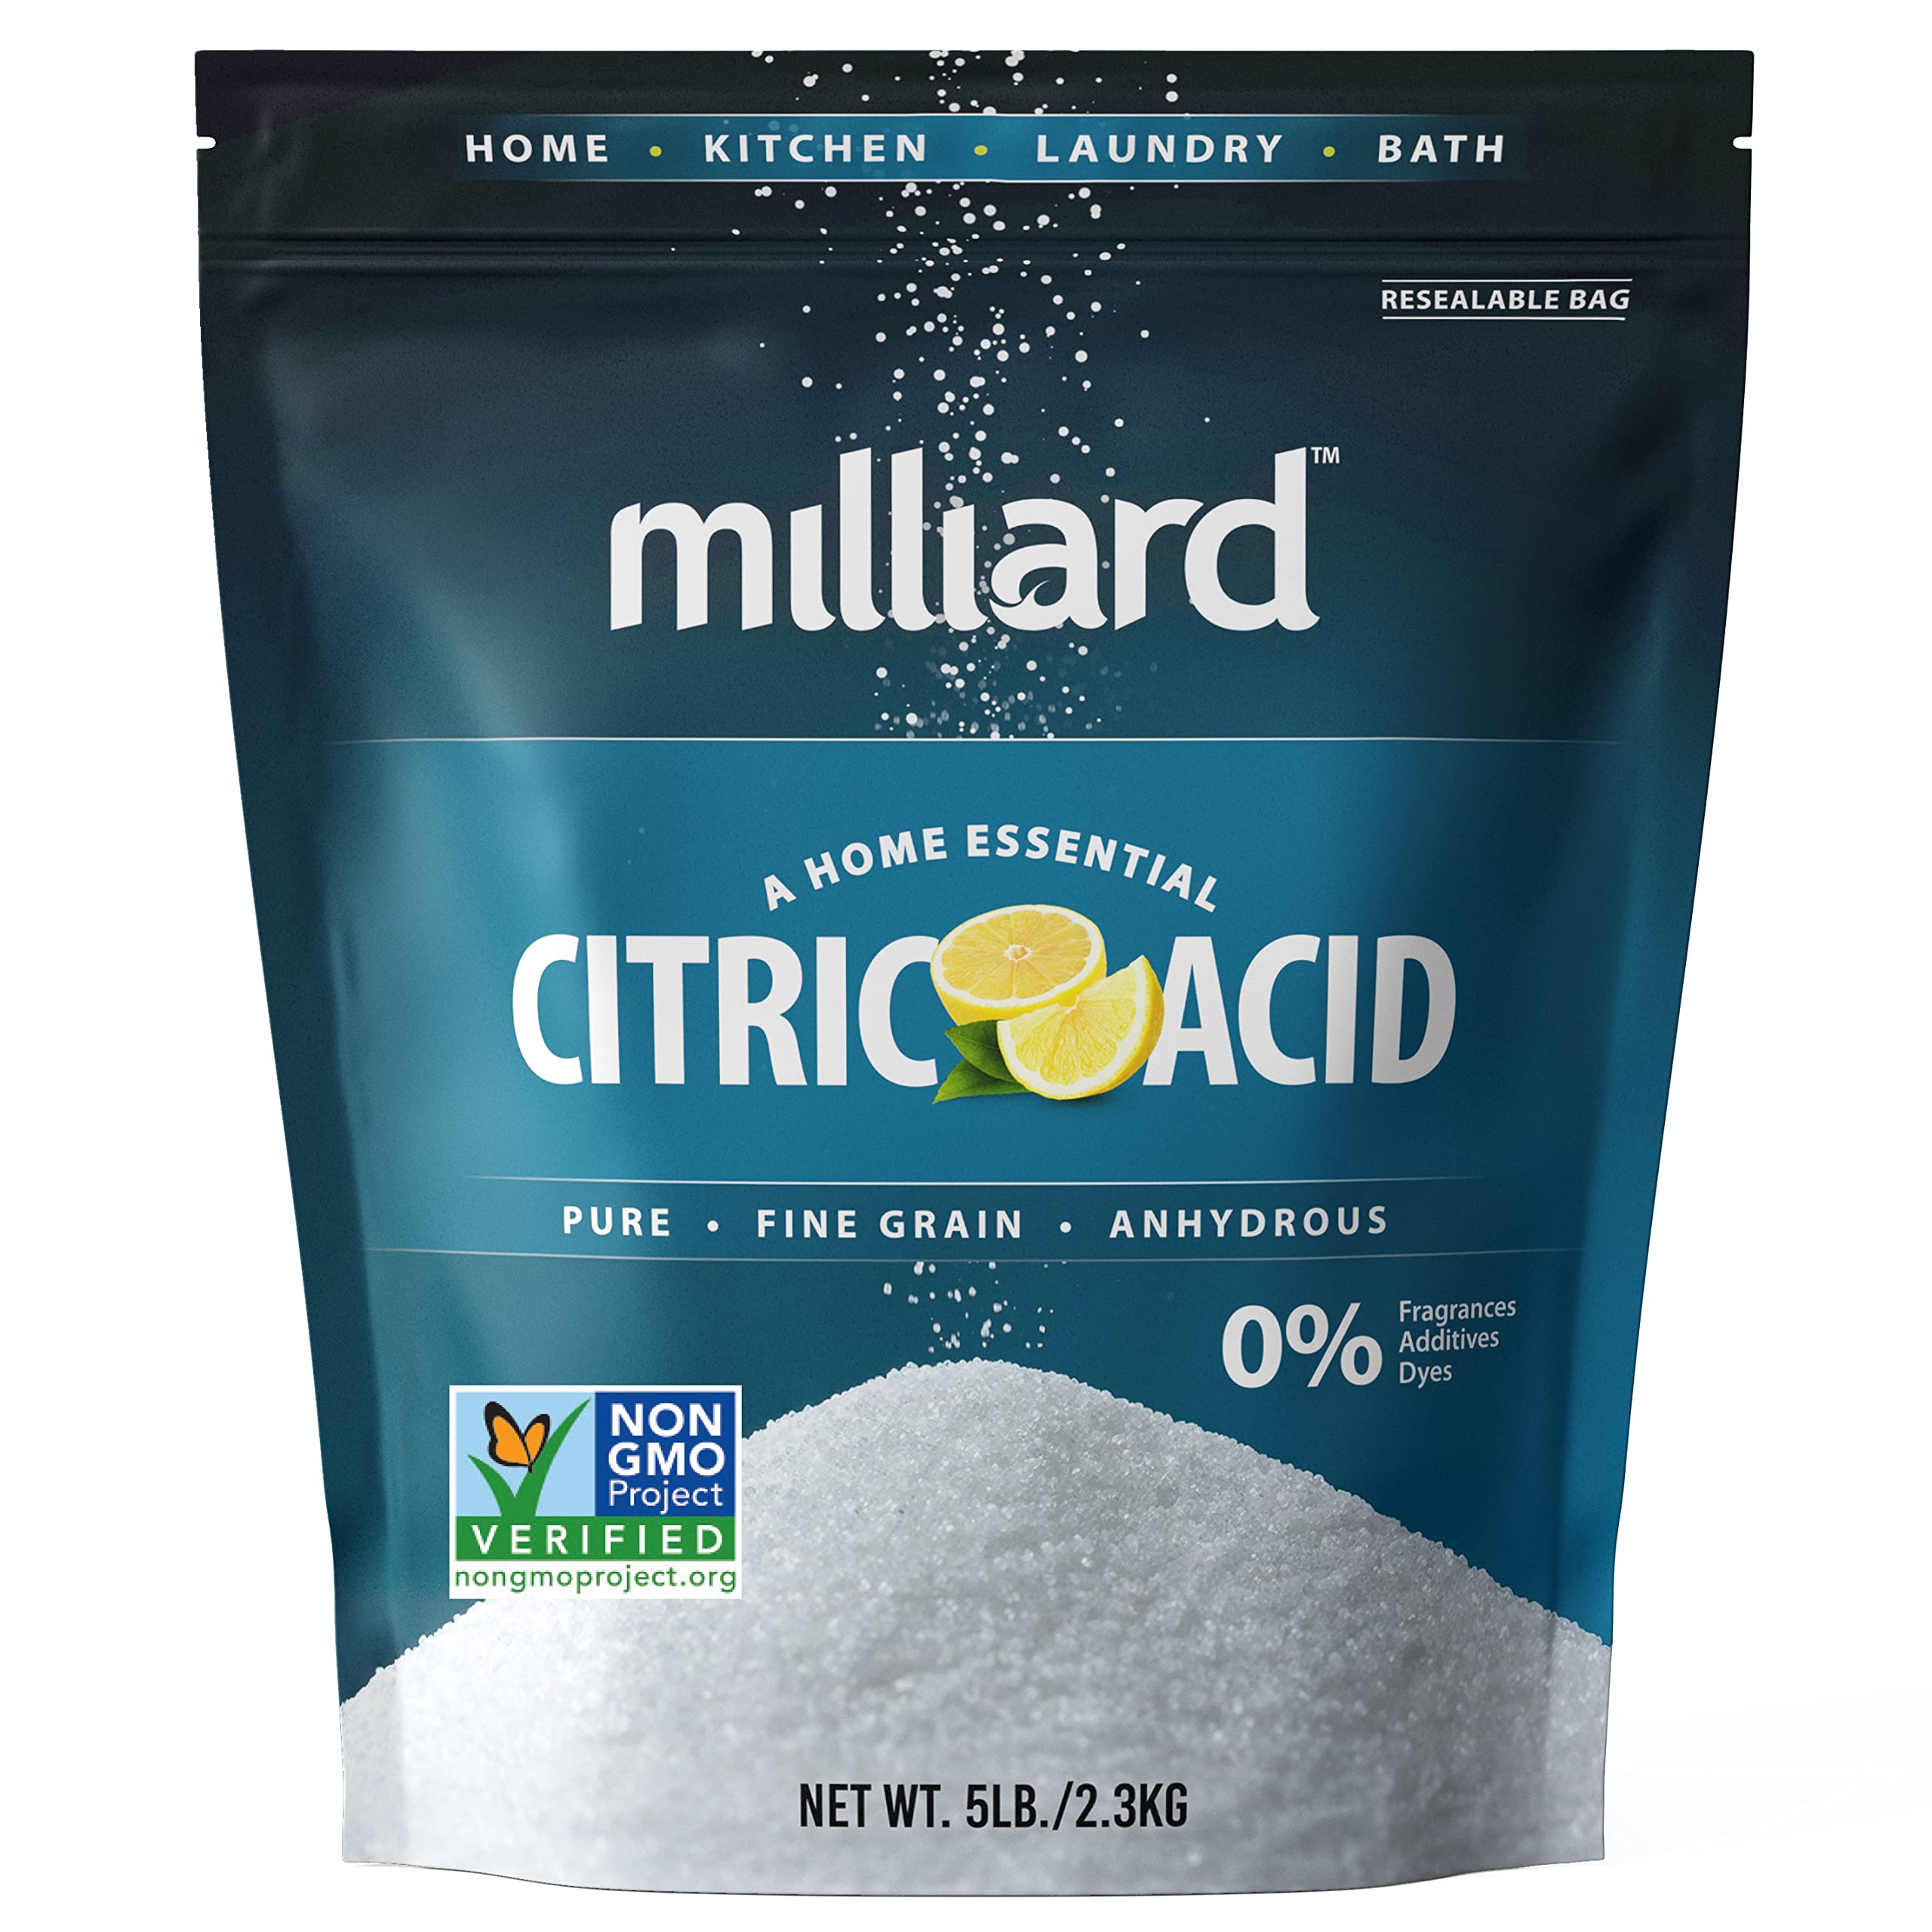 HOME • KITCHEN • LAUNDRY • BATH
RESEALABLE BAG
milliard™
A HOME ESSENTIAL
CITRIC ACID
PURE • FINE GRAIN • ANHYDROUS
0%
Fragrances
Additives
Dyes
NON
GMO
Project
VERIFIED
nongmoproject.org
NET WT. 5LB./2.3KG